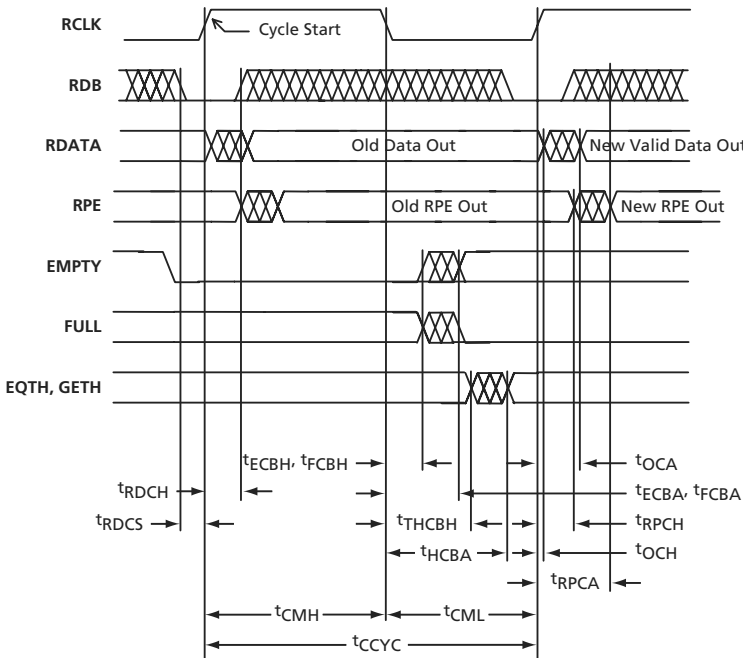 RCLK
Cycle Start
RDB
RDATA
Old Data Out
New Valid Data Out
RPE
Old RPE Out
New RPE Out
EMPTY
FULL
EQTH, GETH
tECBH, tFCBH
tOCA
tRDCH
tECBA, tFCBA
tRDCS
tTHCBH
tRPCH
tHCBA
tOCH
tRPCA
tCMH
tCML
tCCYC